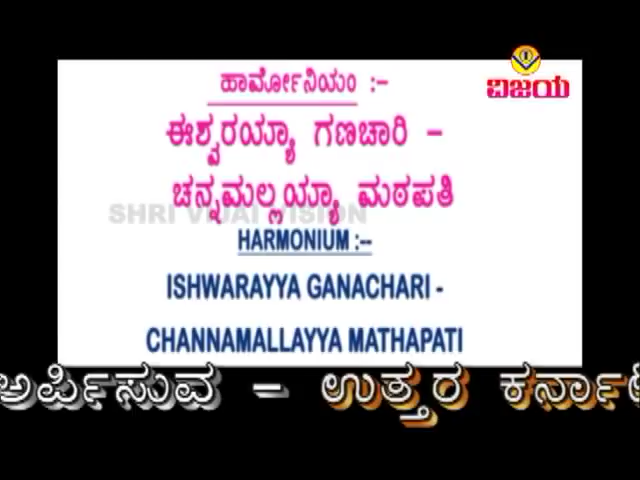 ವಿಜಯ
ಹಾರ್ಮೋನಿಯಂ :-
ಈಶ್ವರಯ್ಯಾ ಗಣಚಾರಿ -
ಚನ್ನಮಲ್ಲಯ್ಯಾ ಮಠಪತಿ
SHRI VIJAI VISION
HARMONIUM :--
ISHWARAYYA GANACHARI -
CHANNAMALLAYYA MATHAPATI
ಅರ್ಪಿಸುವ - ಉತ್ತರ